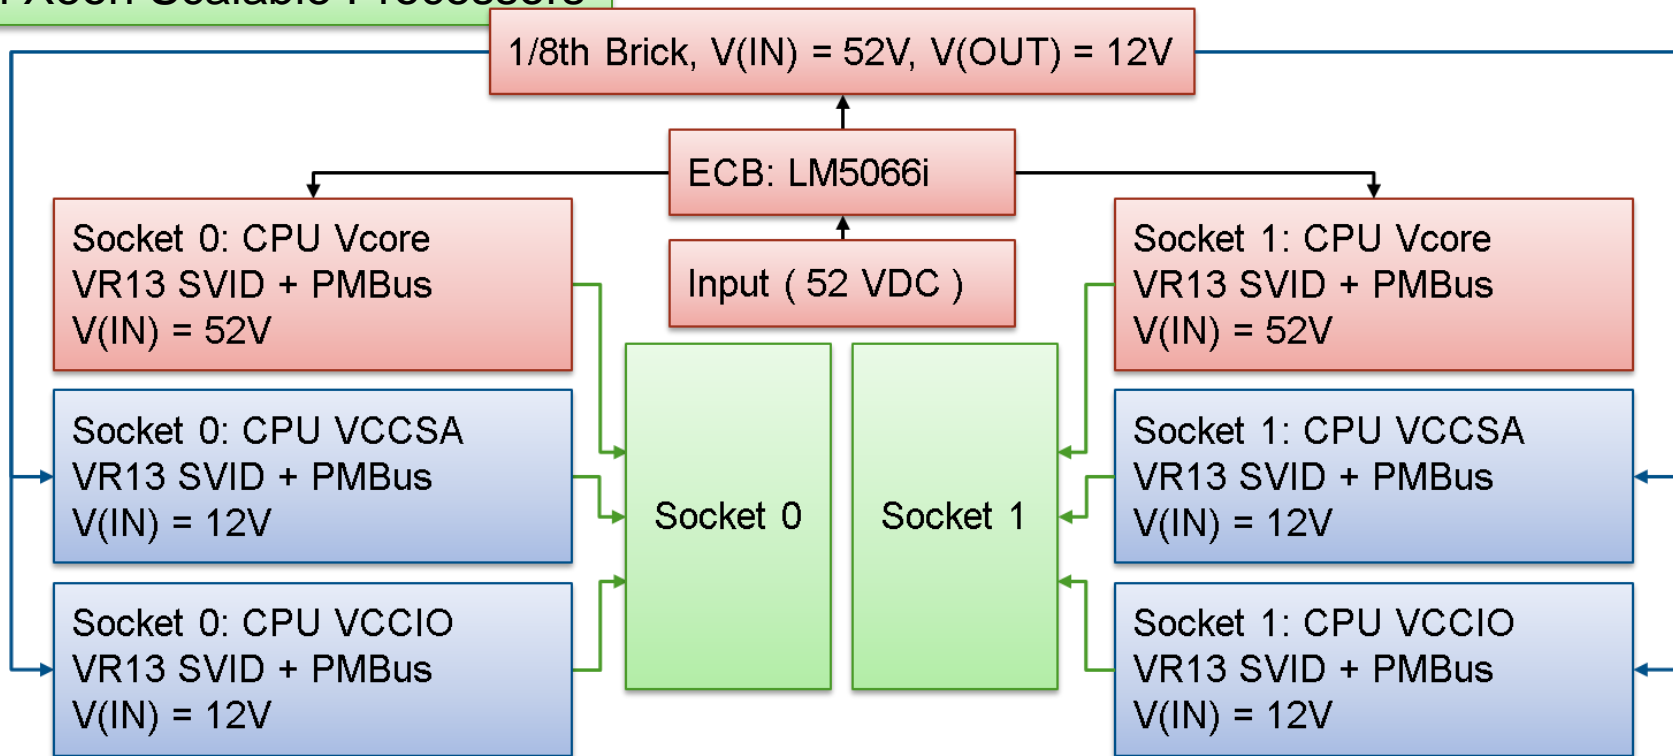 Xeon Scalable Processors
1/8th Brick, V(IN) = 52V, V(OUT) = 12V
ECB: LM5066i
Input ( 52 VDC )
Socket 0: CPU Vcore
VR13 SVID + PMBus
V(IN) = 52V
Socket 1: CPU Vcore
VR13 SVID + PMBus
V(IN) = 52V
Socket 0: CPU VCCSA
VR13 SVID + PMBus
V(IN) = 12V
Socket 0
Socket 1
Socket 1: CPU VCCSA
VR13 SVID + PMBus
V(IN) = 12V
Socket 0: CPU VCCIO
VR13 SVID + PMBus
V(IN) = 12V
Socket 1: CPU VCCIO
VR13 SVID + PMBus
V(IN) = 12V